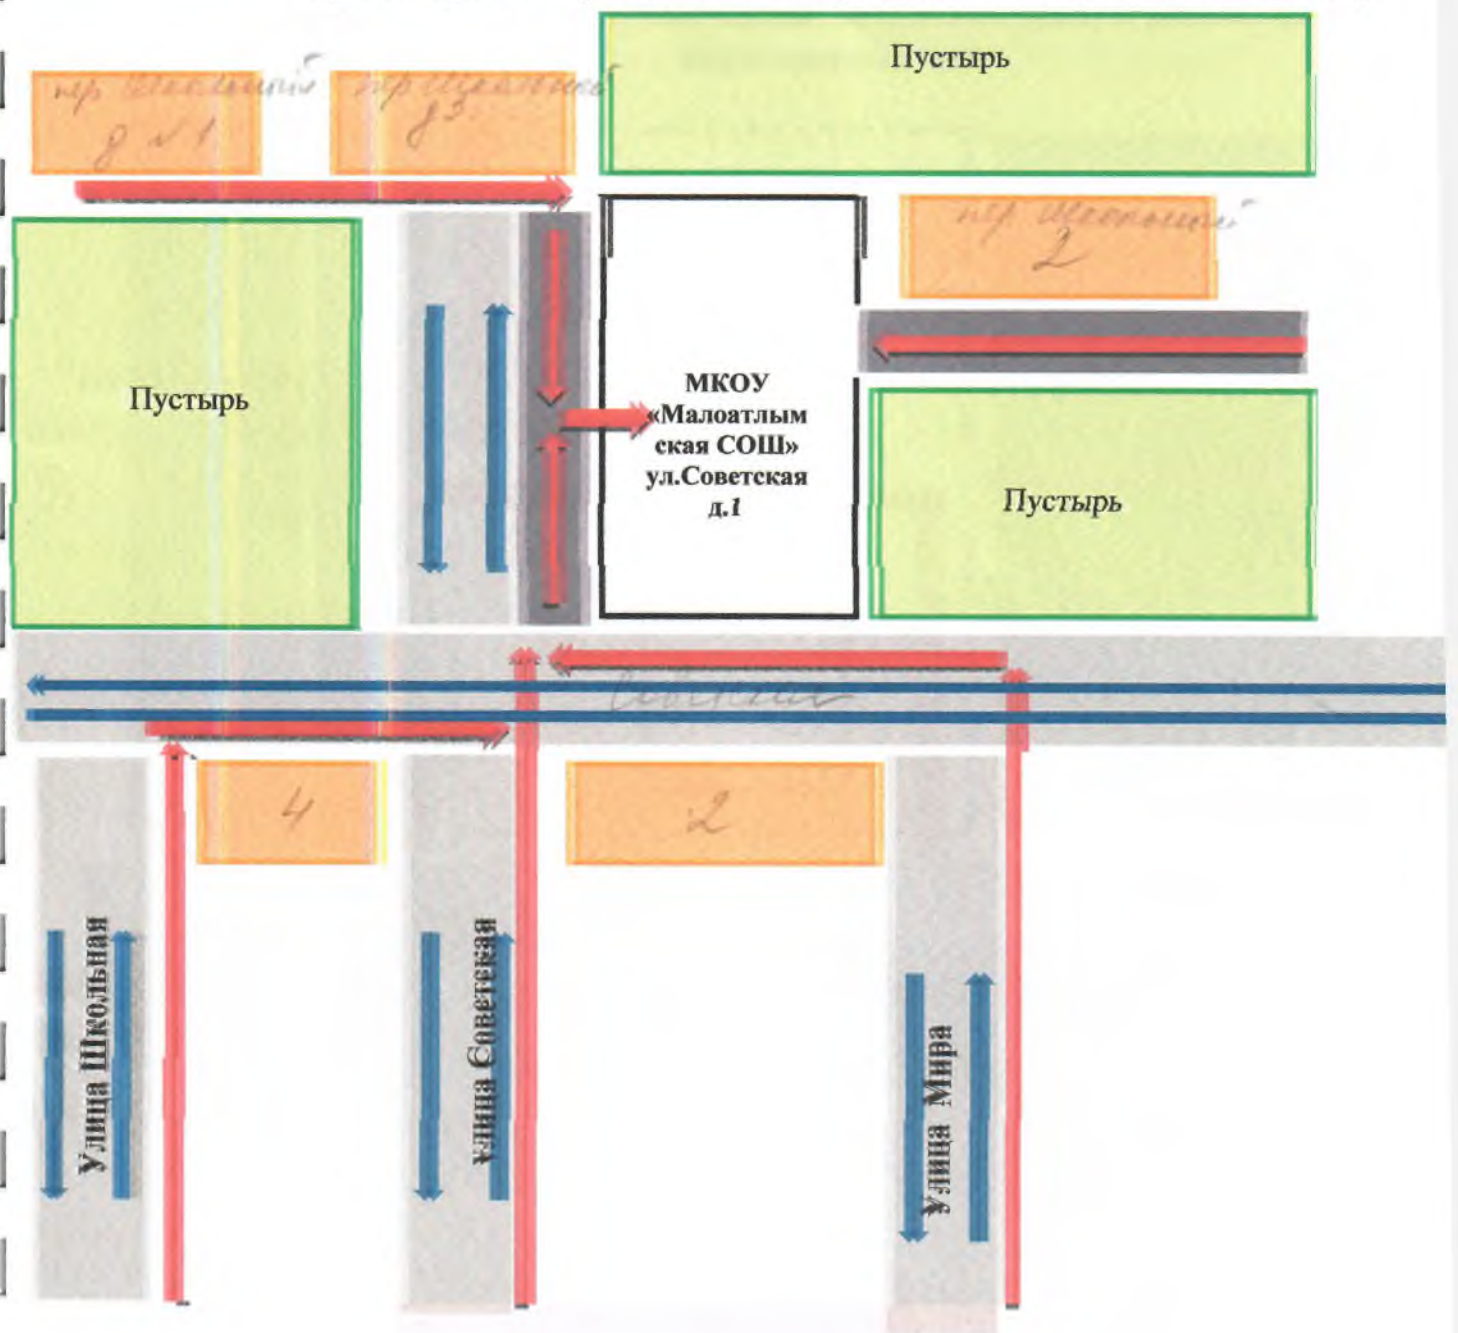 Пустырь
пер Школьный
д №1
пер Школьный
д 3
пер. Школьный
2
Пустырь
МКОУ
«Малоатлым
ская СОШ»
ул.Советская
д.1
Пустырь
Советская
4
2
Улица Школьная
улица Советская
Улица Мира